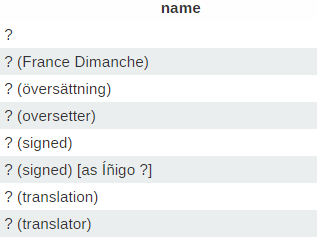 name
?
? (France Dimanche)
? (översättning)
? (oversetter)
? (signed)
? (signed) [as Íñigo ?]
? (translation)
? (translator)